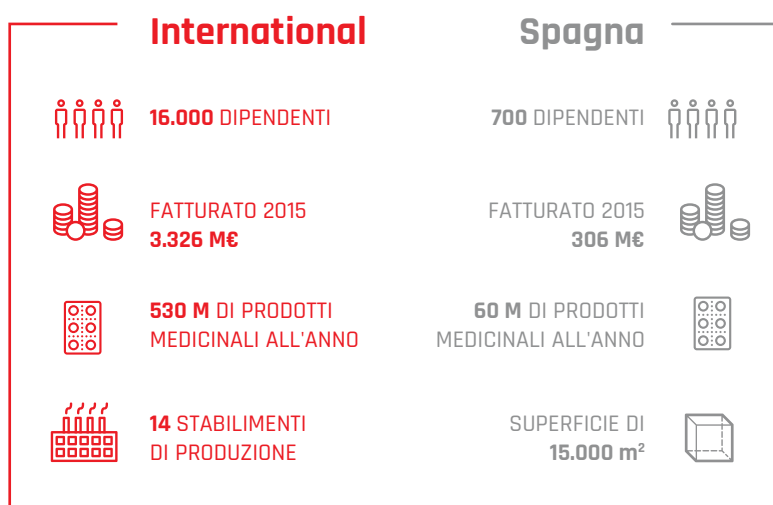 International
16.000 DIPENDENTI
FATTURATO 2015
3.326 M€
530 M DI PRODOTTI
MEDICINALI ALL'ANNO
14 STABILIMENTI
DI PRODUZIONE
Spagna
700 DIPENDENTI
FATTURATO 2015
306 M€
60 M DI PRODOTTI
MEDICINALI ALL'ANNO
SUPERFICIE DI
15.000 m²